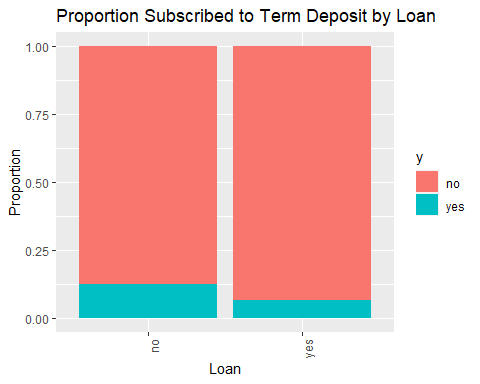 Proportion Subscribed to Term Deposit by Loan
1.00
0.75
0.50
0.25
0.00
Proportion
no
yes
Loan
y
no
yes